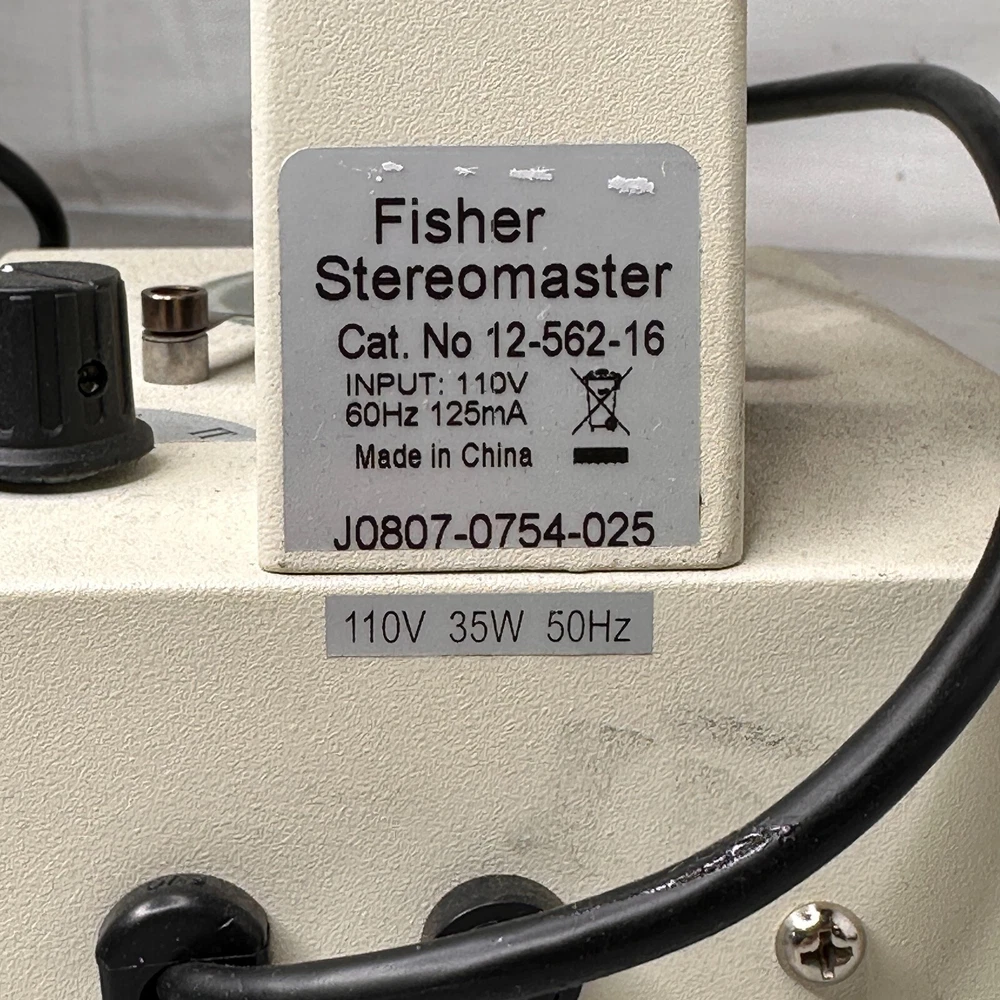 Fisher
Stereomaster
Cat. No 12-562-16
INPUT: 110V
60Hz 125mA
Made in China
J0807-0754-025
110V 35W 50Hz